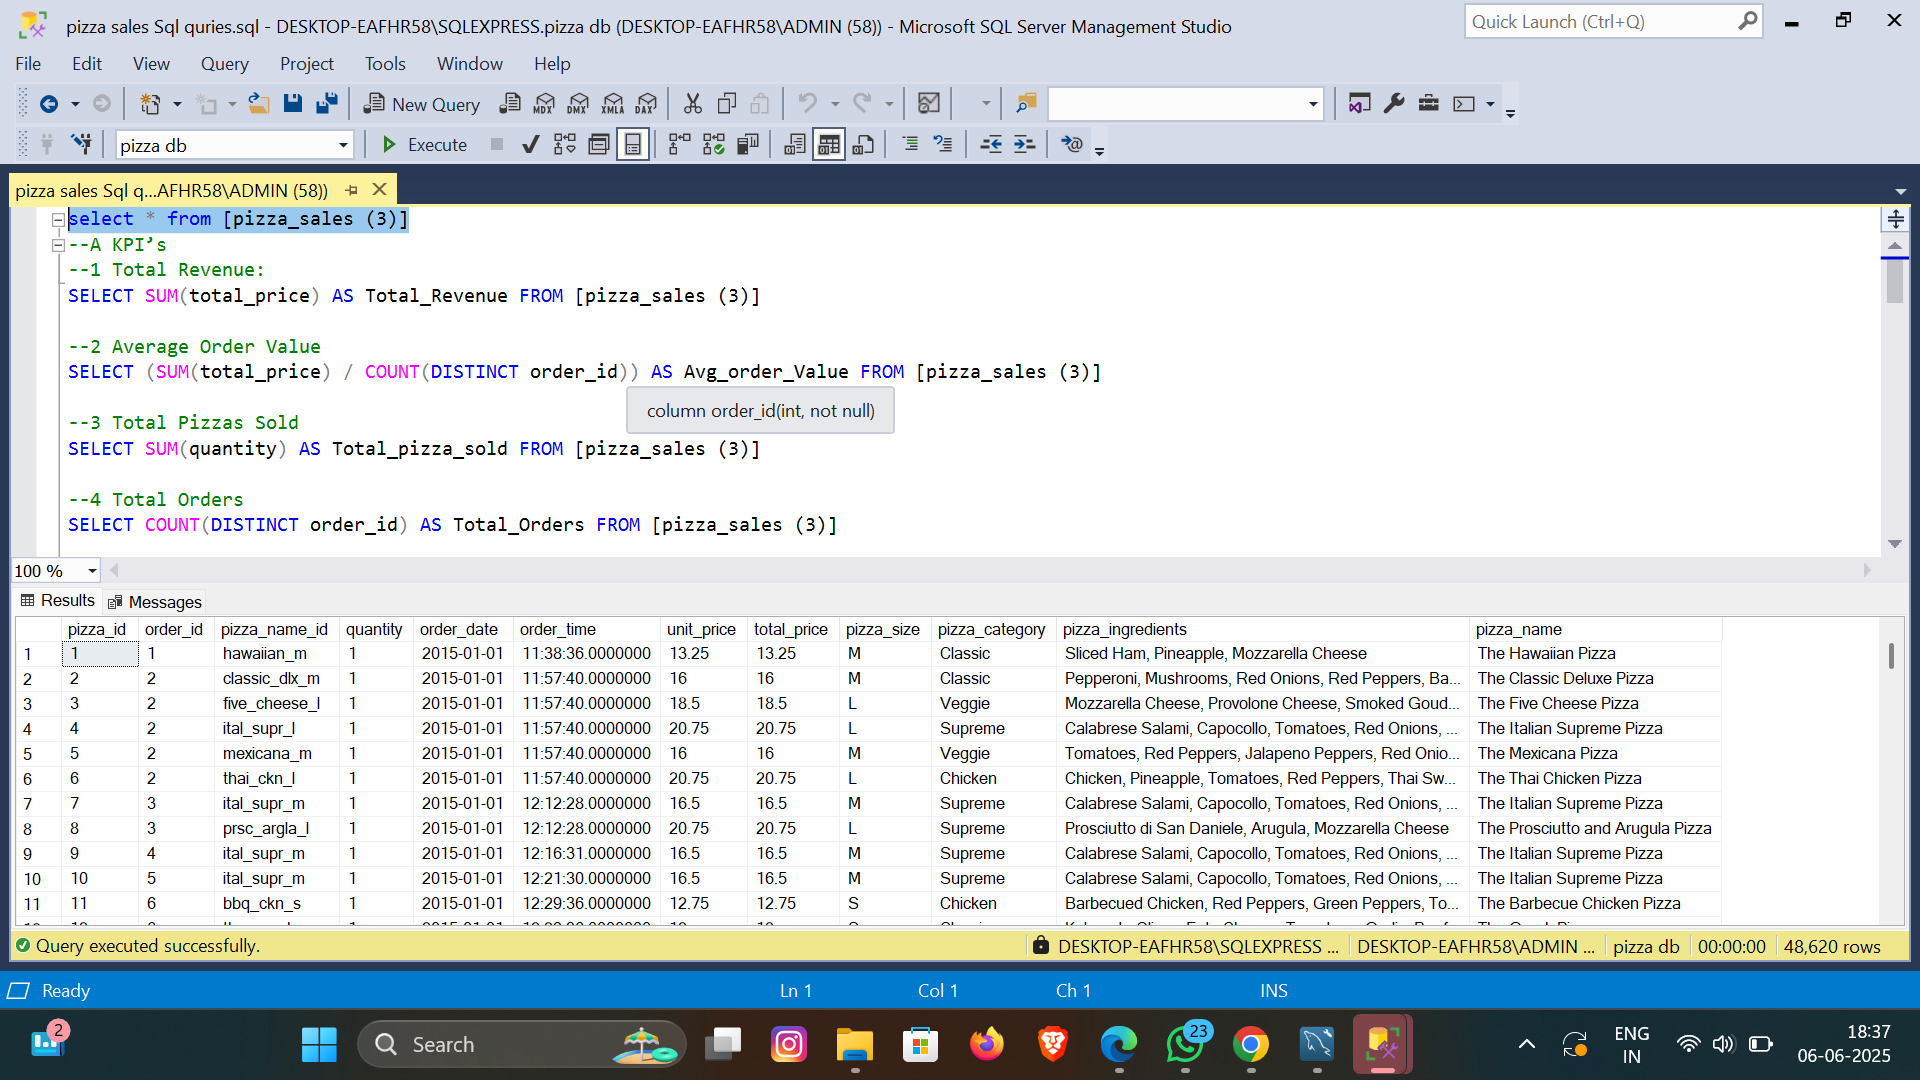 pizza sales Sql quries.sql - DESKTOP-EAFHR58\SQLEXPRESS.pizza db (DESKTOP-EAFHR58\ADMIN (58)) - Microsoft SQL Server Management Studio
Quick Launch (Ctrl+Q)
File Edit View Query Project Tools Window Help
New Query MDX DMX XMLA DAX
pizza db Execute
pizza sales Sql q...AFHR58\ADMIN (58))
select * from [pizza_sales (3)]
--A KPI’s
--1 Total Revenue:
SELECT SUM(total_price) AS Total_Revenue FROM [pizza_sales (3)]
--2 Average Order Value
SELECT (SUM(total_price) / COUNT(DISTINCT order_id)) AS Avg_order_Value FROM [pizza_sales (3)]
column order_id(int, not null)
--3 Total Pizzas Sold
SELECT SUM(quantity) AS Total_pizza_sold FROM [pizza_sales (3)]
--4 Total Orders
SELECT COUNT(DISTINCT order_id) AS Total_Orders FROM [pizza_sales (3)]
100 %
Results Messages
pizza_id order_id pizza_name_id quantity order_date order_time unit_price total_price pizza_size pizza_category pizza_ingredients pizza_name
1 1 1 hawaiian_m 1 2015-01-01 11:38:36.0000000 13.25 13.25 M Classic Sliced Ham, Pineapple, Mozzarella Cheese The Hawaiian Pizza
2 2 2 classic_dlx_m 1 2015-01-01 11:57:40.0000000 16 16 M Classic Pepperoni, Mushrooms, Red Onions, Red Peppers, Ba... The Classic Deluxe Pizza
3 3 2 five_cheese_l 1 2015-01-01 11:57:40.0000000 18.5 18.5 L Veggie Mozzarella Cheese, Provolone Cheese, Smoked Goud... The Five Cheese Pizza
4 4 2 ital_supr_l 1 2015-01-01 11:57:40.0000000 20.75 20.75 L Supreme Calabrese Salami, Capocollo, Tomatoes, Red Onions, ... The Italian Supreme Pizza
5 5 2 mexicana_m 1 2015-01-01 11:57:40.0000000 16 16 M Veggie Tomatoes, Red Peppers, Jalapeno Peppers, Red Onio... The Mexicana Pizza
6 6 2 thai_ckn_l 1 2015-01-01 11:57:40.0000000 20.75 20.75 L Chicken Chicken, Pineapple, Tomatoes, Red Peppers, Thai Sw... The Thai Chicken Pizza
7 7 3 ital_supr_m 1 2015-01-01 12:12:28.0000000 16.5 16.5 M Supreme Calabrese Salami, Capocollo, Tomatoes, Red Onions, ... The Italian Supreme Pizza
8 8 3 prsc_argla_l 1 2015-01-01 12:12:28.0000000 20.75 20.75 L Supreme Prosciutto di San Daniele, Arugula, Mozzarella Cheese The Prosciutto and Arugula Pizza
9 9 4 ital_supr_m 1 2015-01-01 12:16:31.0000000 16.5 16.5 M Supreme Calabrese Salami, Capocollo, Tomatoes, Red Onions, ... The Italian Supreme Pizza
10 10 5 ital_supr_m 1 2015-01-01 12:21:30.0000000 16.5 16.5 M Supreme Calabrese Salami, Capocollo, Tomatoes, Red Onions, ... The Italian Supreme Pizza
11 11 6 bbq_ckn_s 1 2015-01-01 12:29:36.0000000 12.75 12.75 S Chicken Barbecued Chicken, Red Peppers, Green Peppers, To... The Barbecue Chicken Pizza
Query executed successfully. DESKTOP-EAFHR58\SQLEXPRESS ... DESKTOP-EAFHR58\ADMIN ... pizza db 00:00:00 48,620 rows
Ready Ln 1 Col 1 Ch 1 INS
2 Search 23 ENG IN 18:37 06-06-2025